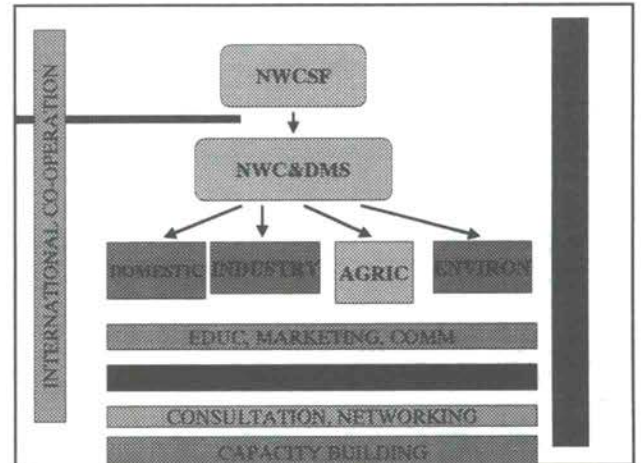 NWCSF
NWC&DMS
DOMESTIC
INDUSTRY
AGRIC
ENVIRON
EDUC, MARKETING, COMM
CONSULTATION, NETWORKING
CAPACITY BUILDING
INTERNATIONAL CO-OPERATION